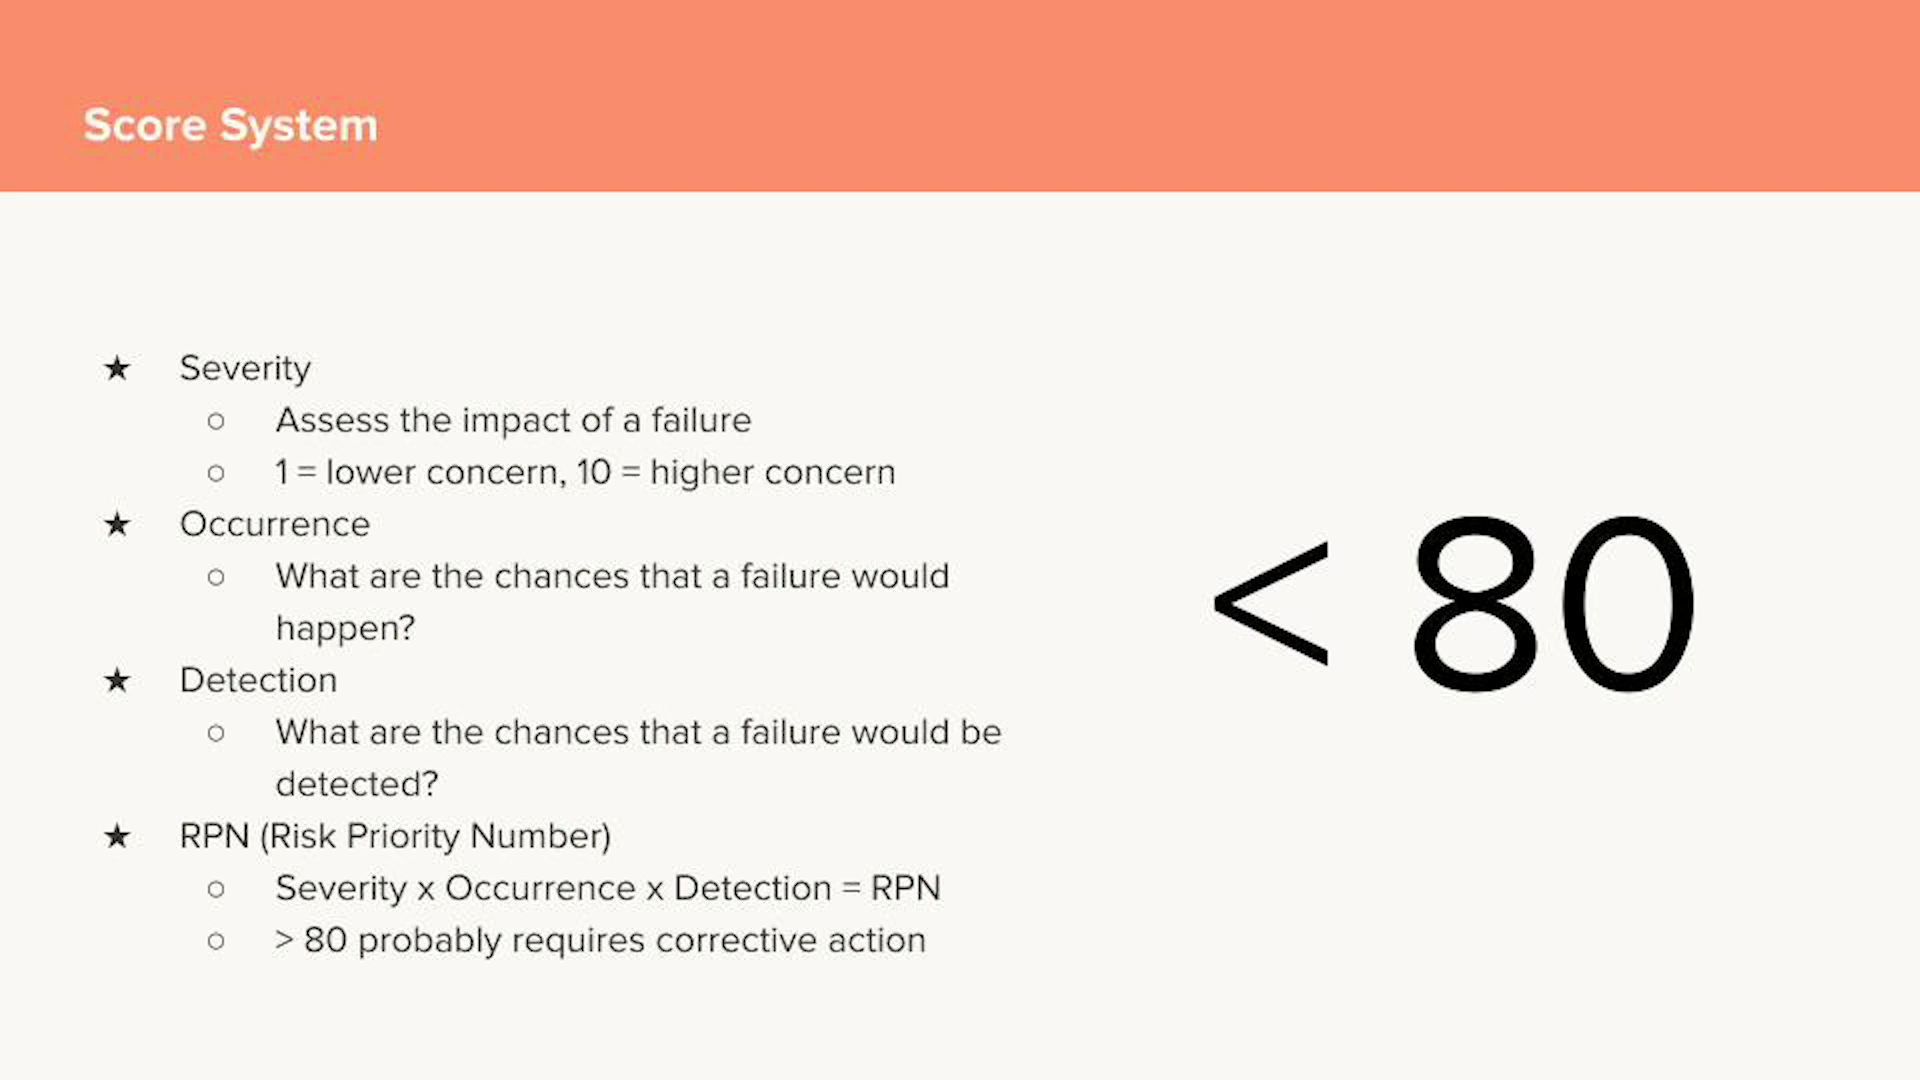 Score System
★ Severity
○ Assess the impact of a failure
○ 1 = lower concern, 10 = higher concern
★ Occurrence
○ What are the chances that a failure would
happen?
★ Detection
○ What are the chances that a failure would be
detected?
★ RPN (Risk Priority Number)
○ Severity x Occurrence x Detection = RPN
○ > 80 probably requires corrective action
< 80